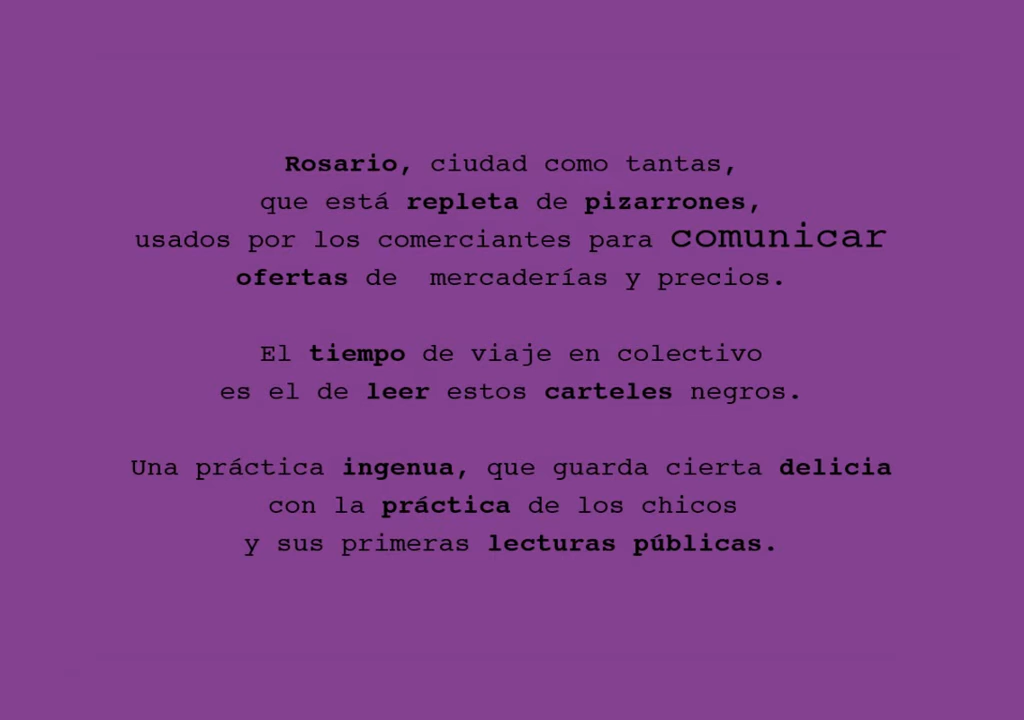 Rosario, ciudad como tantas,
que está repleta de pizarrones,
usados por los comerciantes para comunicar
ofertas de mercaderías y precios.
El tiempo de viaje en colectivo
es el de leer estos carteles negros.
Una práctica ingenua, que guarda cierta delicia
con la práctica de los chicos
y sus primeras lecturas públicas.